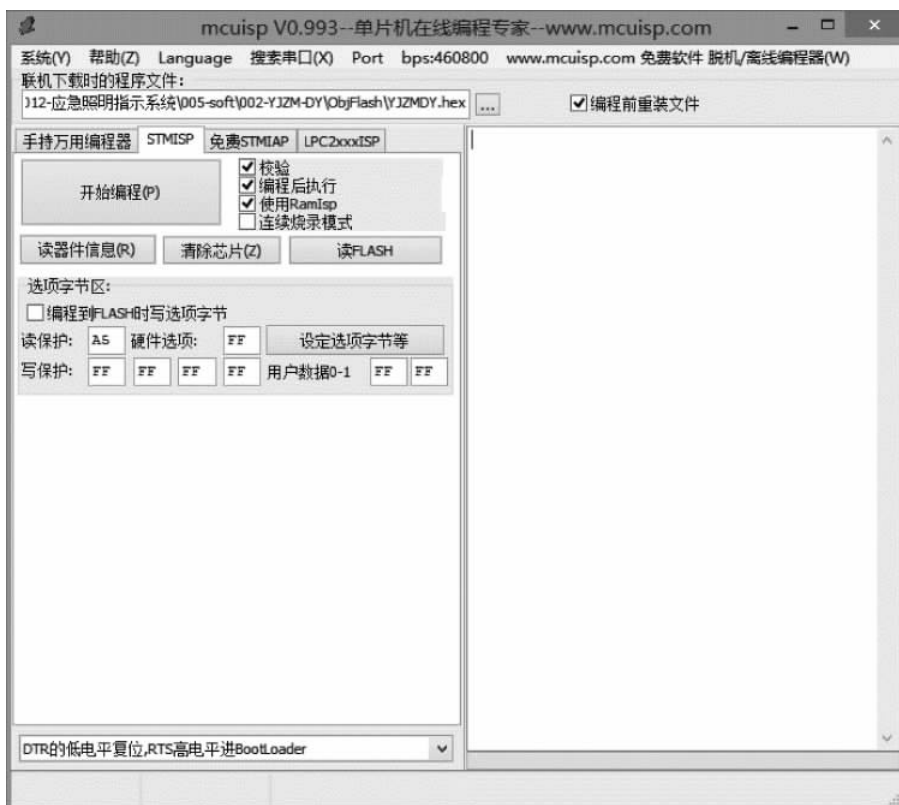 mcuisp V0.993--单片机在线编程专家--www.mcuisp.com
系统(Y) 帮助(Z) Language 搜索串口(X) Port bps:460800 www.mcuisp.com 免费软件 脱机/离线编程器(W)
联机下载时的程序文件:
012-应急照明指示系统\005-soft\002-YJZM-DY\ObjFlash\YJZMDY.hex ... 编程前重装文件
手持万用编程器 STMISP 免费STMIAP LPC2xxxISP
开始编程(P)
校验
编程后执行
使用RamIsp
连续烧录模式
读器件信息(R) 清除芯片(Z) 读FLASH
选项字节区:
编程到FLASH时写选项字节
读保护: A5 硬件选项: FF 设定选项字节等
写保护: FF FF FF FF 用户数据0-1 FF FF
DTR的低电平复位,RTS高电平进BootLoader